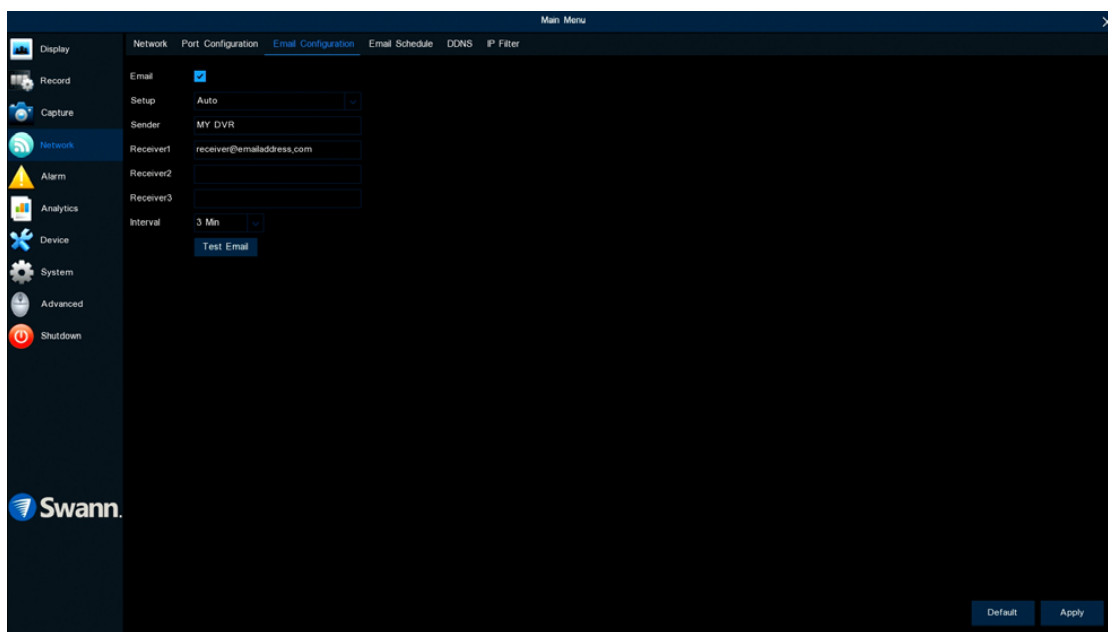 Main Menu
Display
Record
Capture
Network
Alarm
Analytics
Device
System
Advanced
Shutdown
Swann.
Network Port Configuration Email Configuration Email Schedule DDNS IP Filter
Email
Setup Auto
Sender MY DVR
Receiver1 receiver@emailaddress,com
Receiver2
Receiver3
Interval 3 Min
Test Email
Default Apply